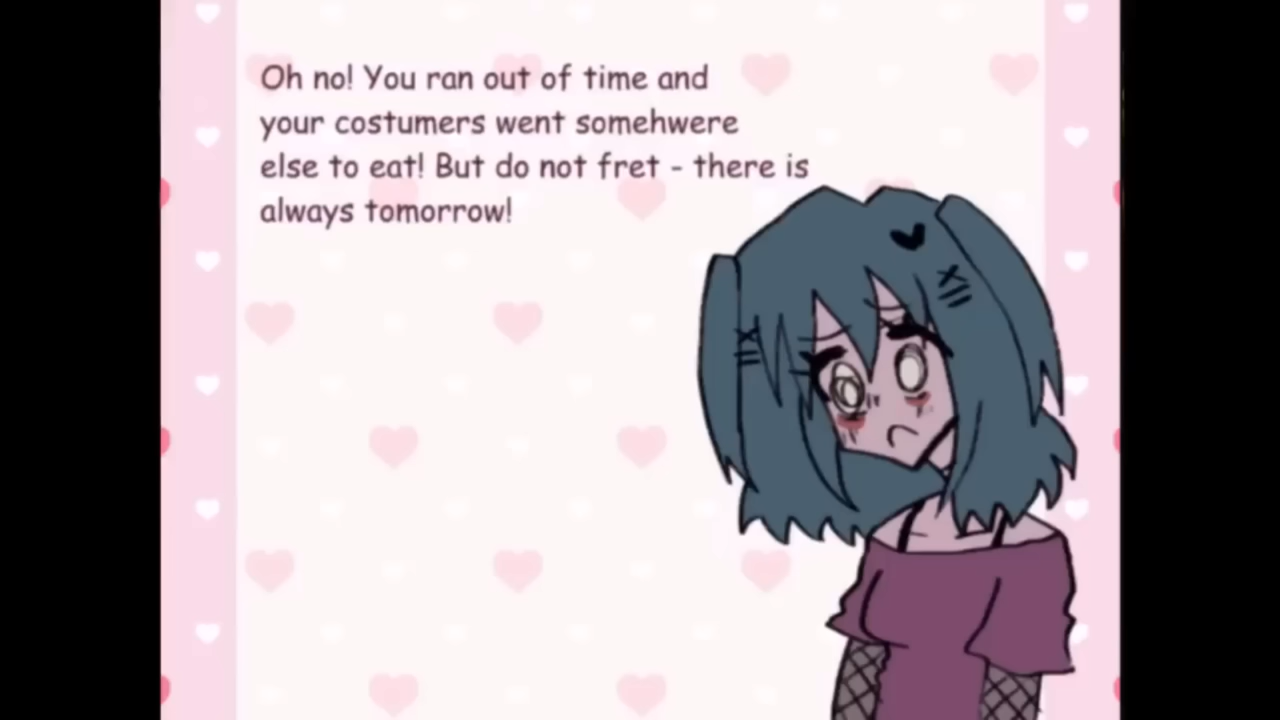 Oh no! You ran out of time and
your costumers went somehwere
else to eat! But do not fret - there is
always tomorrow!